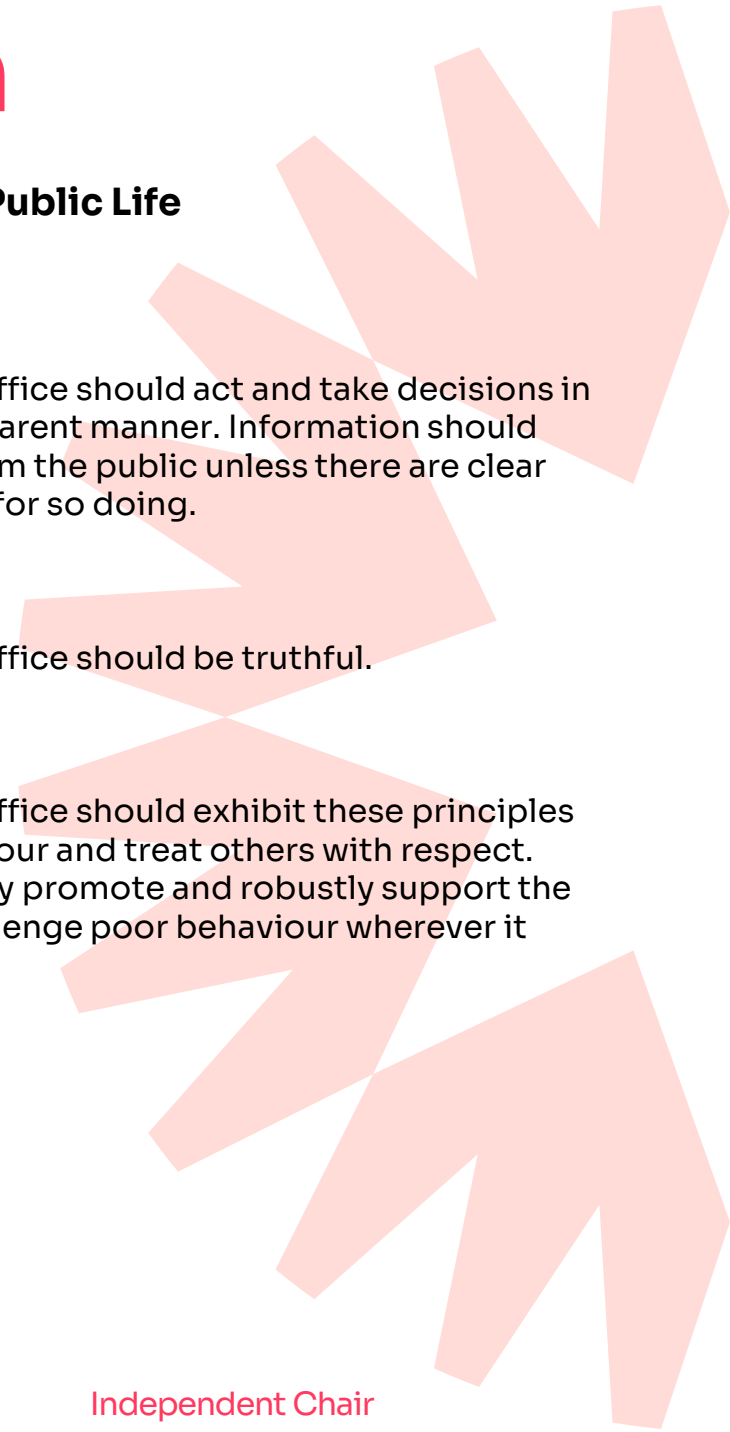 Public Life
ffice should act and take decisions in
arent manner. Information should
m the public unless there are clear
for so doing.
ffice should be truthful.
ffice should exhibit these principles
our and treat others with respect.
y promote and robustly support the
enge poor behaviour wherever it
Independent Chair